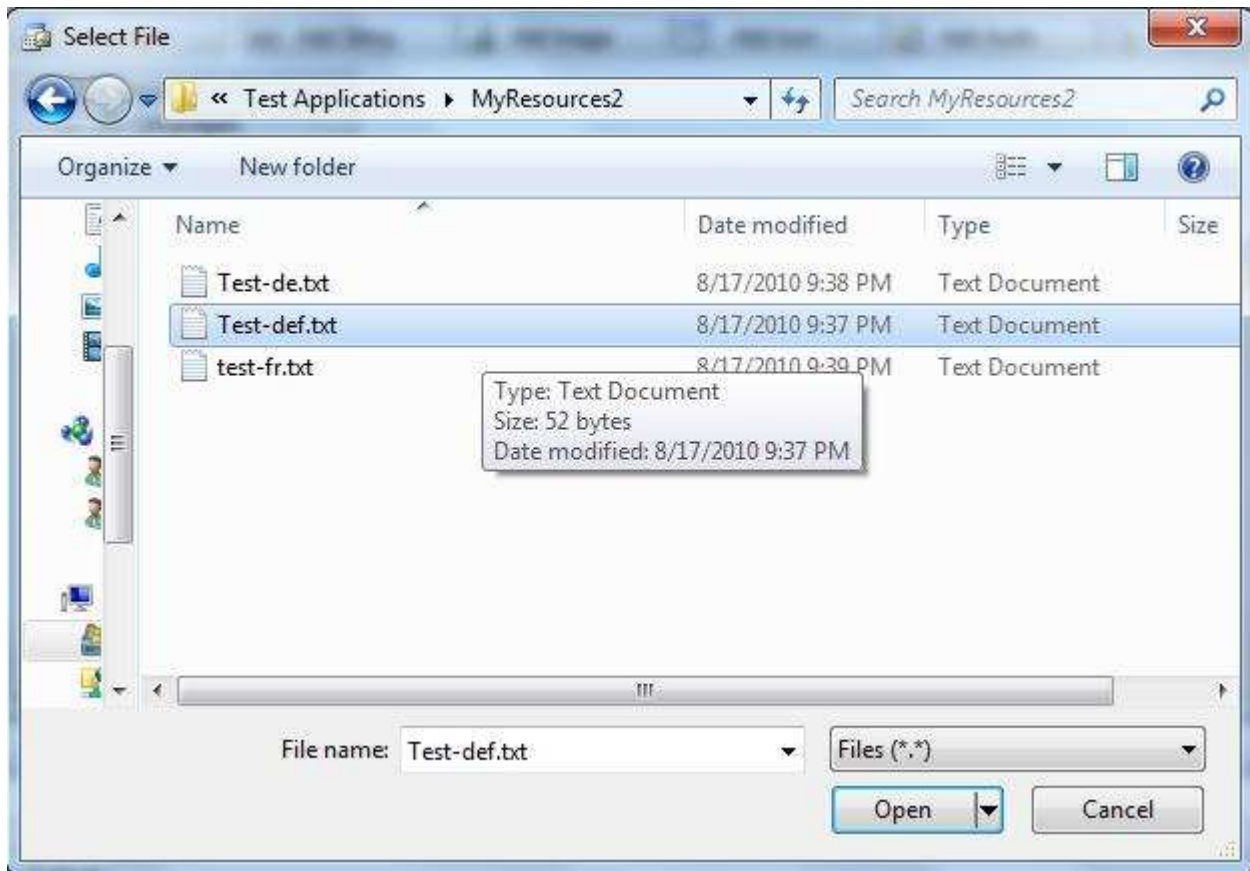 Select File
« Test Applications ▸ MyResources2 Search MyResources2
Organize New folder
Name Date modified Type Size
Test-de.txt 8/17/2010 9:38 PM Text Document
Test-def.txt 8/17/2010 9:37 PM Text Document
test-fr.txt 8/17/2010 9:39 PM Text Document
Type: Text Document
Size: 52 bytes
Date modified: 8/17/2010 9:37 PM
File name: Test-def.txt Files (*.*)
Open Cancel